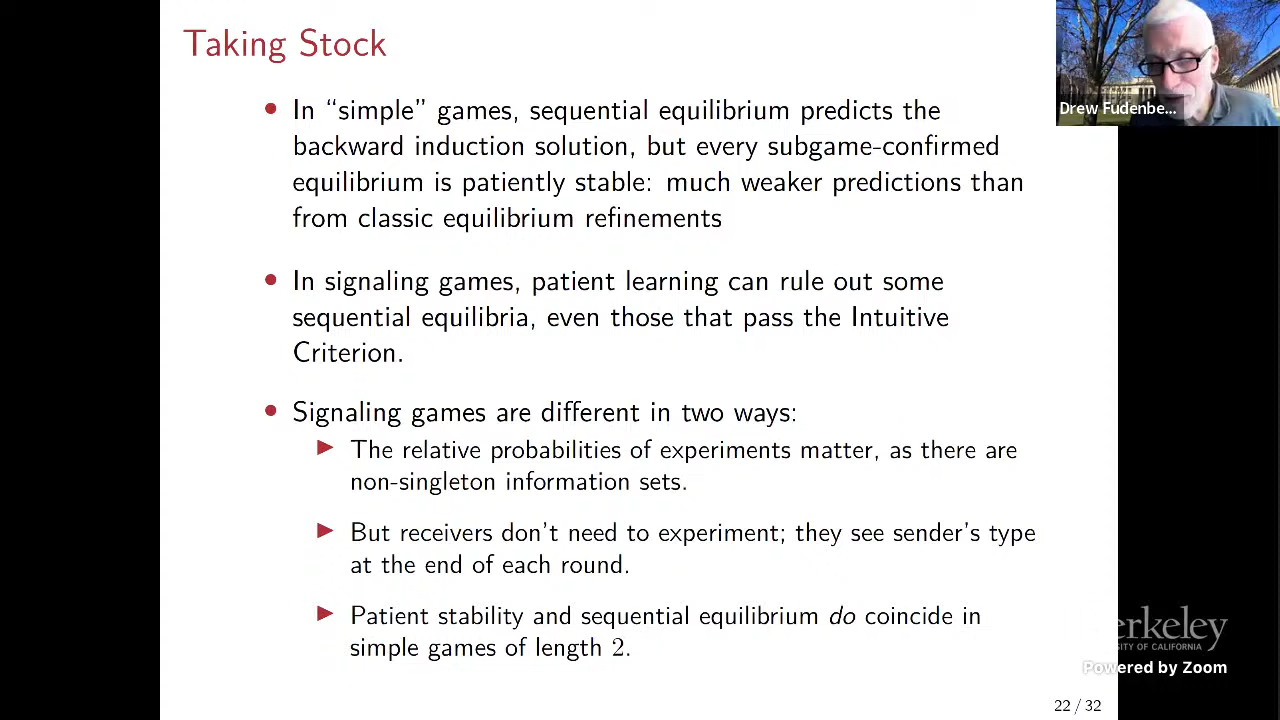 Taking Stock
• In “simple” games, sequential equilibrium predicts the
backward induction solution, but every subgame-confirmed
equilibrium is patiently stable: much weaker predictions than
from classic equilibrium refinements
• In signaling games, patient learning can rule out some
sequential equilibria, even those that pass the Intuitive
Criterion.
• Signaling games are different in two ways:
▶ The relative probabilities of experiments matter, as there are
non-singleton information sets.
▶ But receivers don’t need to experiment; they see sender’s type
at the end of each round.
▶ Patient stability and sequential equilibrium do coincide in
simple games of length 2.
22 / 32
Drew Fudenbe...
erkeley
SITY OF CALIFORNIA
Powered by Zoom